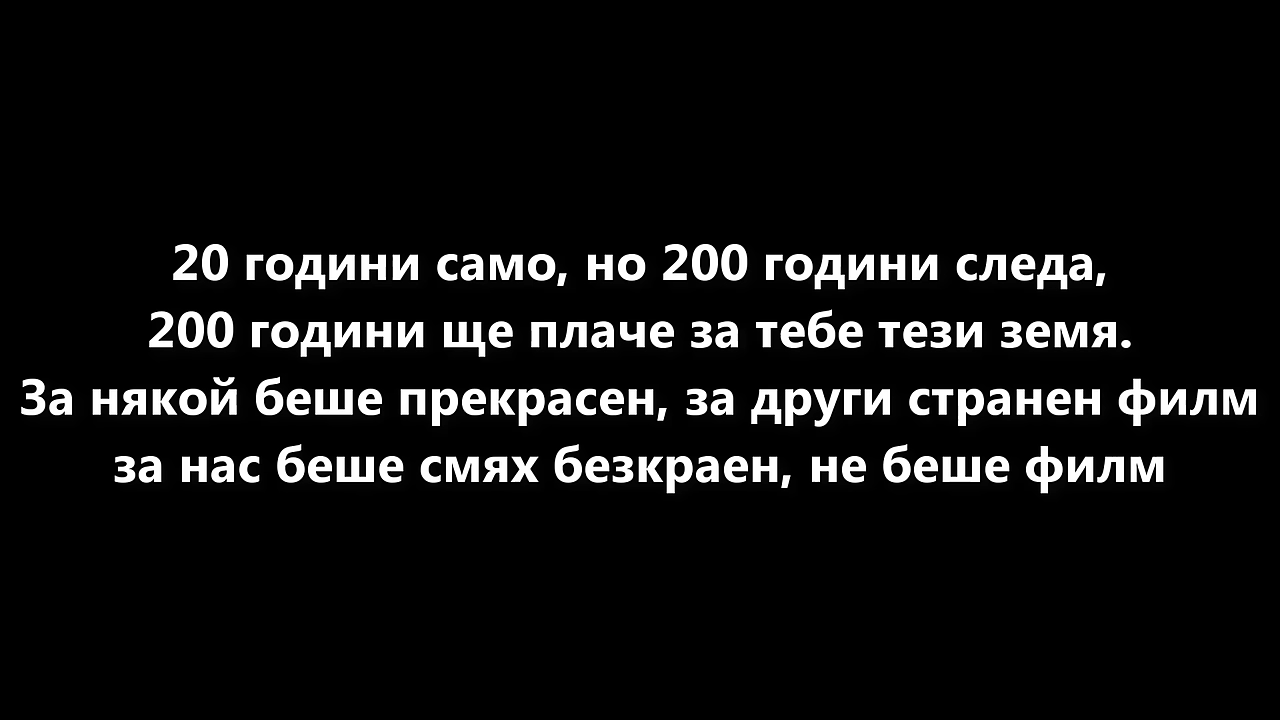 20 години само, но 200 години следа,
200 години ще плаче за тебе тези земя.
За някой беше прекрасен, за други странен филм
за нас беше смях безкраен, не беше филм